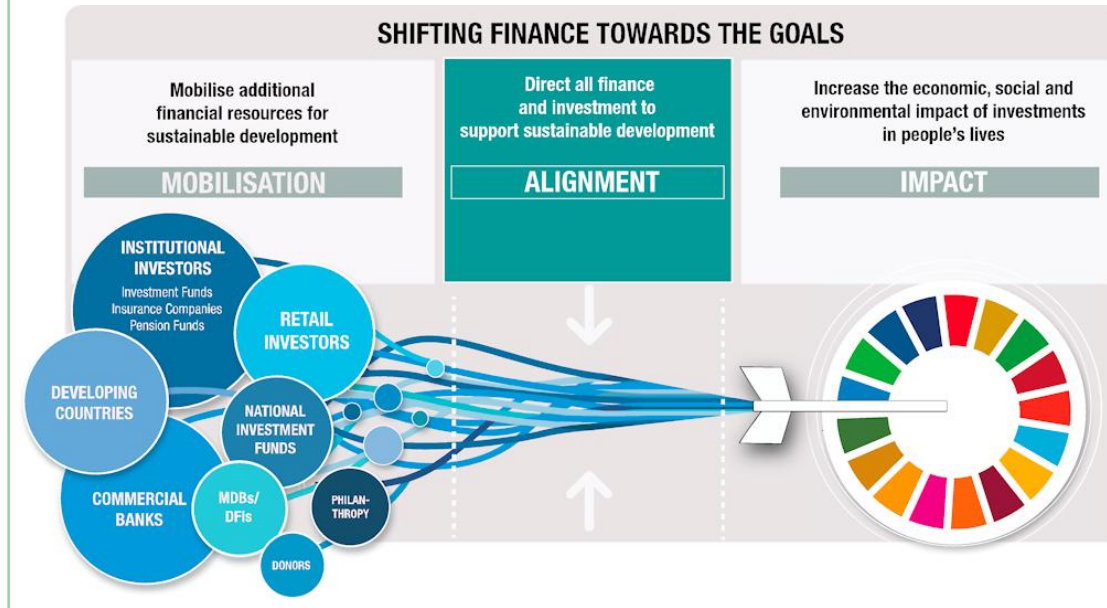 SHIFTING FINANCE TOWARDS THE GOALS
Mobilise additional
financial resources for
sustainable development
MOBILISATION
Direct all finance
and investment to
support sustainable development
ALIGNMENT
Increase the economic, social and
environmental impact of investments
in people's lives
IMPACT
INSTITUTIONAL
INVESTORS
Investment Funds
Insurance Companies
Pension Funds
RETAIL
INVESTORS
DEVELOPING
COUNTRIES
NATIONAL
INVESTMENT
FUNDS
COMMERCIAL
BANKS
MDBs/
DFIs
PHILAN-
THROPY
DONORS